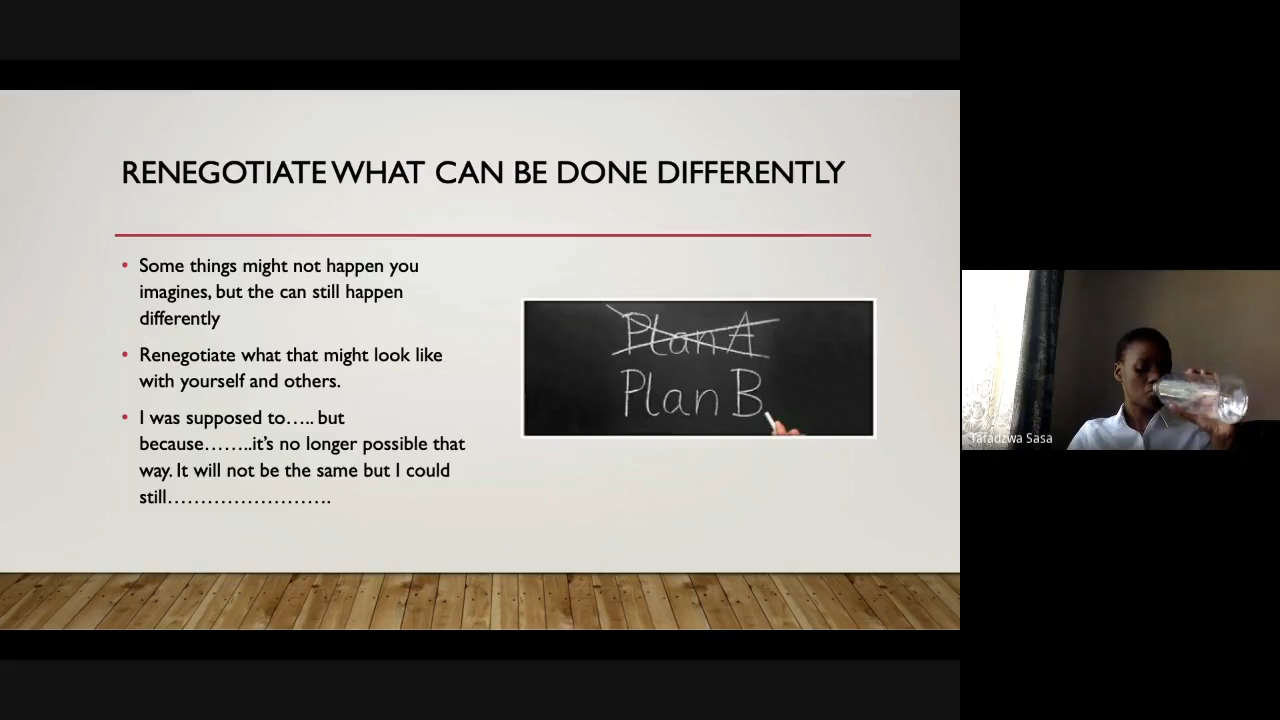 RENEGOTIATE WHAT CAN BE DONE DIFFERENTLY
• Some things might not happen you
imagines, but the can still happen
differently
• Renegotiate what that might look like
with yourself and others.
• I was supposed to….. but
because……..it’s no longer possible that
way. It will not be the same but I could
still…………………….
Plan A
Plan B
Tafadzwa Sasa